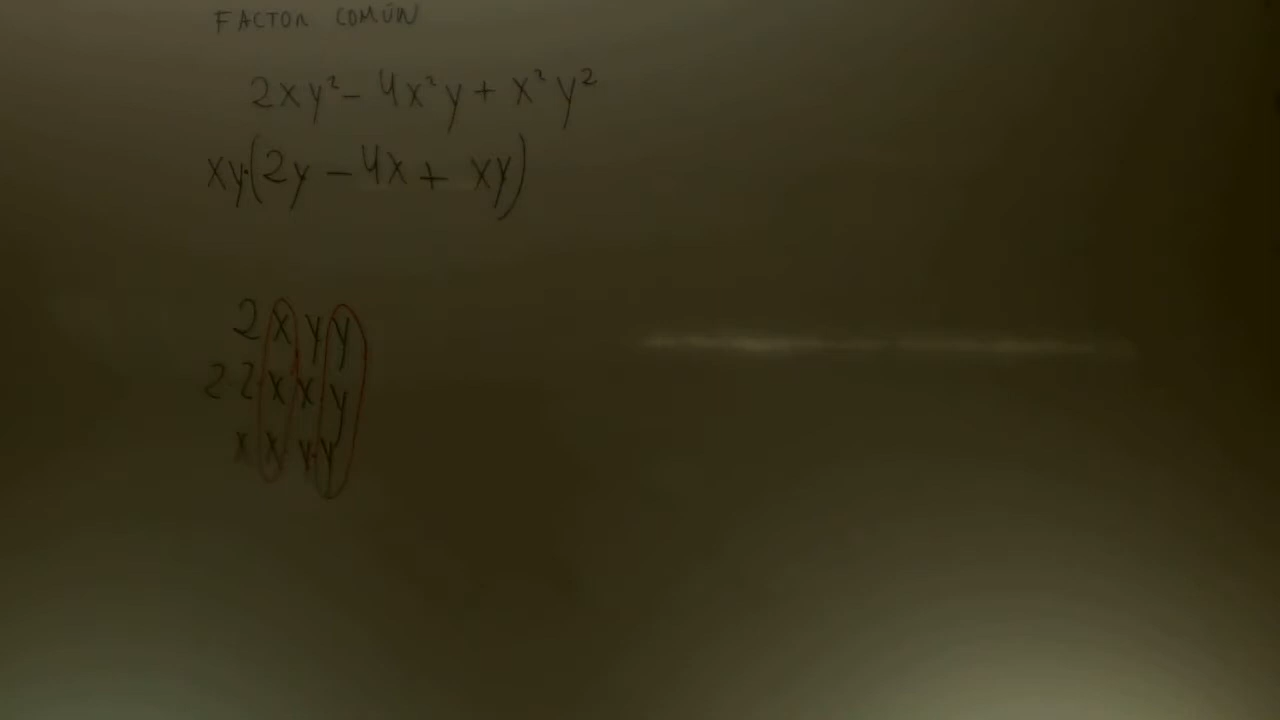 FACTOR COMÚN
2xy² - 4x²y + x²y²
xy·(2y - 4x + xy)
2 x y y
2 2 x x y
x x y y